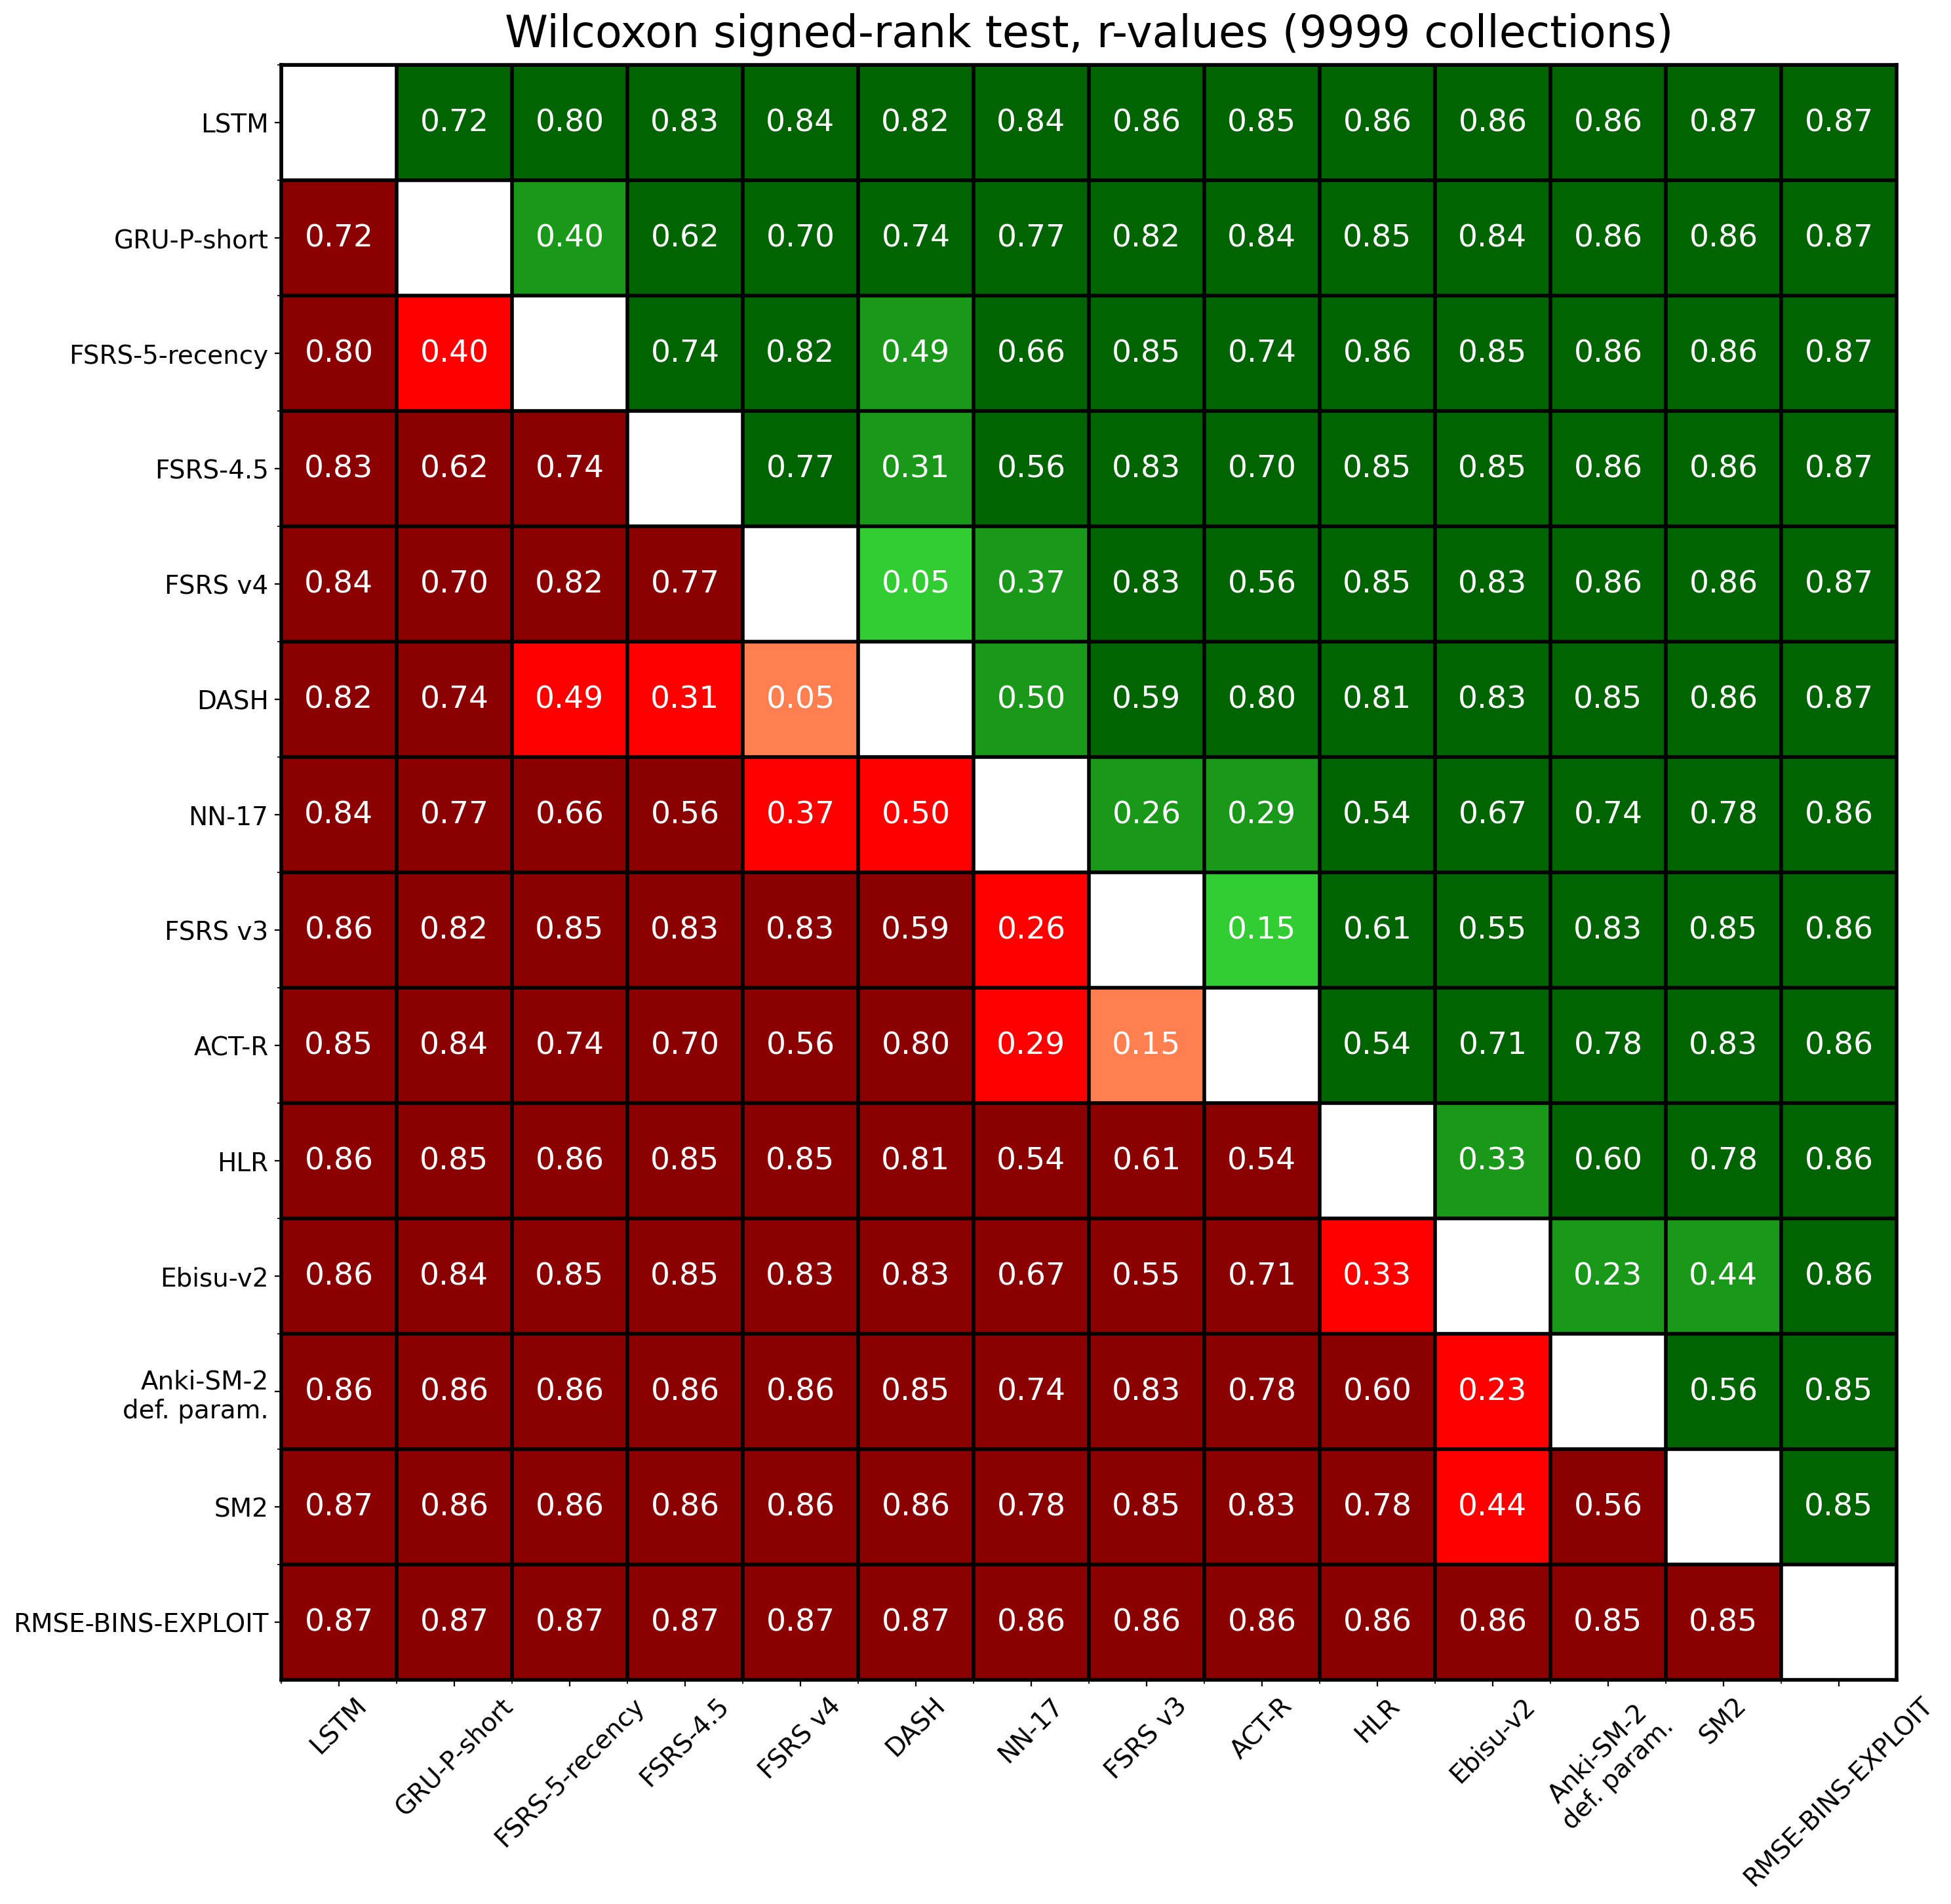 Wilcoxon signed-rank test, r-values (9999 collections)
LSTM 0.72 0.80 0.83 0.84 0.82 0.84 0.86 0.85 0.86 0.86 0.86 0.87 0.87
GRU-P-short 0.72 0.40 0.62 0.70 0.74 0.77 0.82 0.84 0.85 0.84 0.86 0.86 0.87
FSRS-5-recency 0.80 0.40 0.74 0.82 0.49 0.66 0.85 0.74 0.86 0.85 0.86 0.86 0.87
FSRS-4.5 0.83 0.62 0.74 0.77 0.31 0.56 0.83 0.70 0.85 0.85 0.86 0.86 0.87
FSRS v4 0.84 0.70 0.82 0.77 0.05 0.37 0.83 0.56 0.85 0.83 0.86 0.86 0.87
DASH 0.82 0.74 0.49 0.31 0.05 0.50 0.59 0.80 0.81 0.83 0.85 0.86 0.87
NN-17 0.84 0.77 0.66 0.56 0.37 0.50 0.26 0.29 0.54 0.67 0.74 0.78 0.86
FSRS v3 0.86 0.82 0.85 0.83 0.83 0.59 0.26 0.15 0.61 0.55 0.83 0.85 0.86
ACT-R 0.85 0.84 0.74 0.70 0.56 0.80 0.29 0.15 0.54 0.71 0.78 0.83 0.86
HLR 0.86 0.85 0.86 0.85 0.85 0.81 0.54 0.61 0.54 0.33 0.60 0.78 0.86
Ebisu-v2 0.86 0.84 0.85 0.85 0.83 0.83 0.67 0.55 0.71 0.33 0.23 0.44 0.86
Anki-SM-2
def. param. 0.86 0.86 0.86 0.86 0.86 0.85 0.74 0.83 0.78 0.60 0.23 0.56 0.85
SM2 0.87 0.86 0.86 0.86 0.86 0.86 0.78 0.85 0.83 0.78 0.44 0.56 0.85
RMSE-BINS-EXPLOIT 0.87 0.87 0.87 0.87 0.87 0.87 0.86 0.86 0.86 0.86 0.86 0.85 0.85
LSTM
GRU-P-short
FSRS-5-recency
FSRS-4.5
FSRS v4
DASH
NN-17
FSRS v3
ACT-R
HLR
Ebisu-v2
Anki-SM-2
def. param.
SM2
RMSE-BINS-EXPLOIT